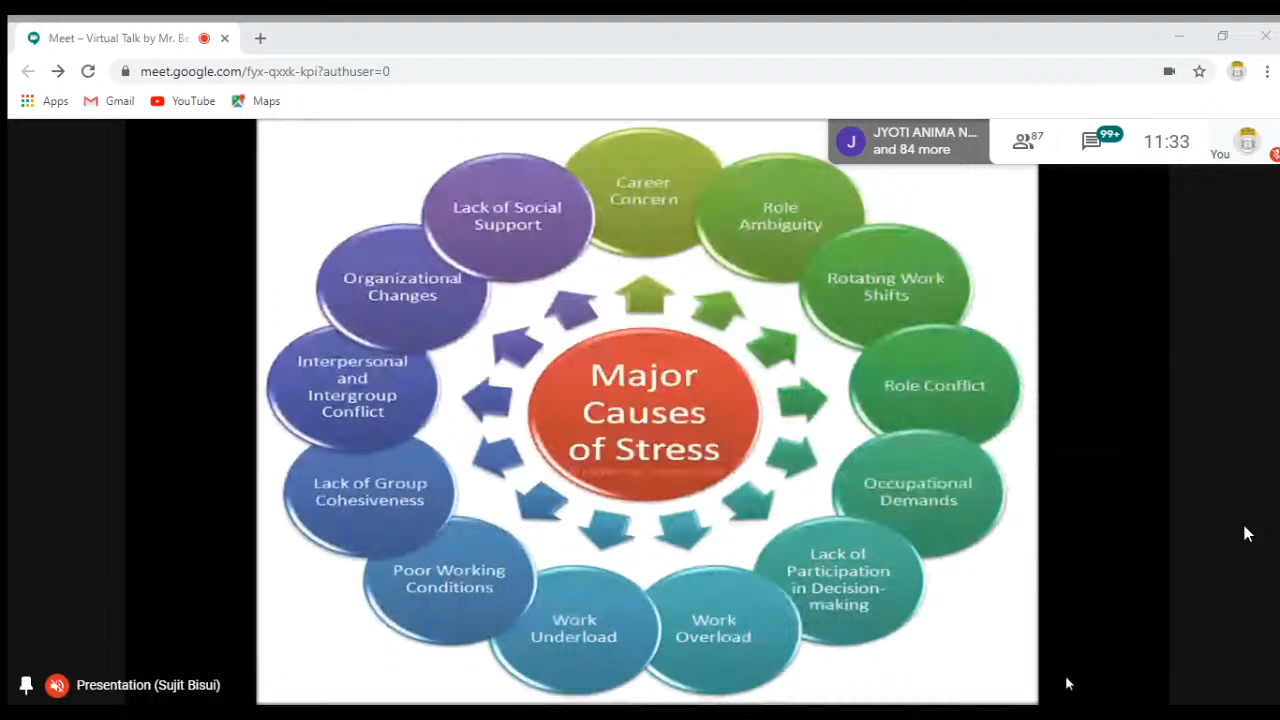 Meet – Virtual Talk by Mr. Be
meet.google.com/fyx-qxxk-kpi?authuser=0
Apps
Gmail
YouTube
Maps
J
JYOTI ANIMA N...
and 84 more
87
99+
11:33
You
Career
Concern
Role
Ambiguity
Rotating Work
Shifts
Role Conflict
Occupational
Demands
Lack of
Participation
in Decision-
making
Work
Overload
Work
Underload
Poor Working
Conditions
Lack of Group
Cohesiveness
Interpersonal
and
Intergroup
Conflict
Organizational
Changes
Lack of Social
Support
Major
Causes
of Stress
Presentation (Sujit Bisui)